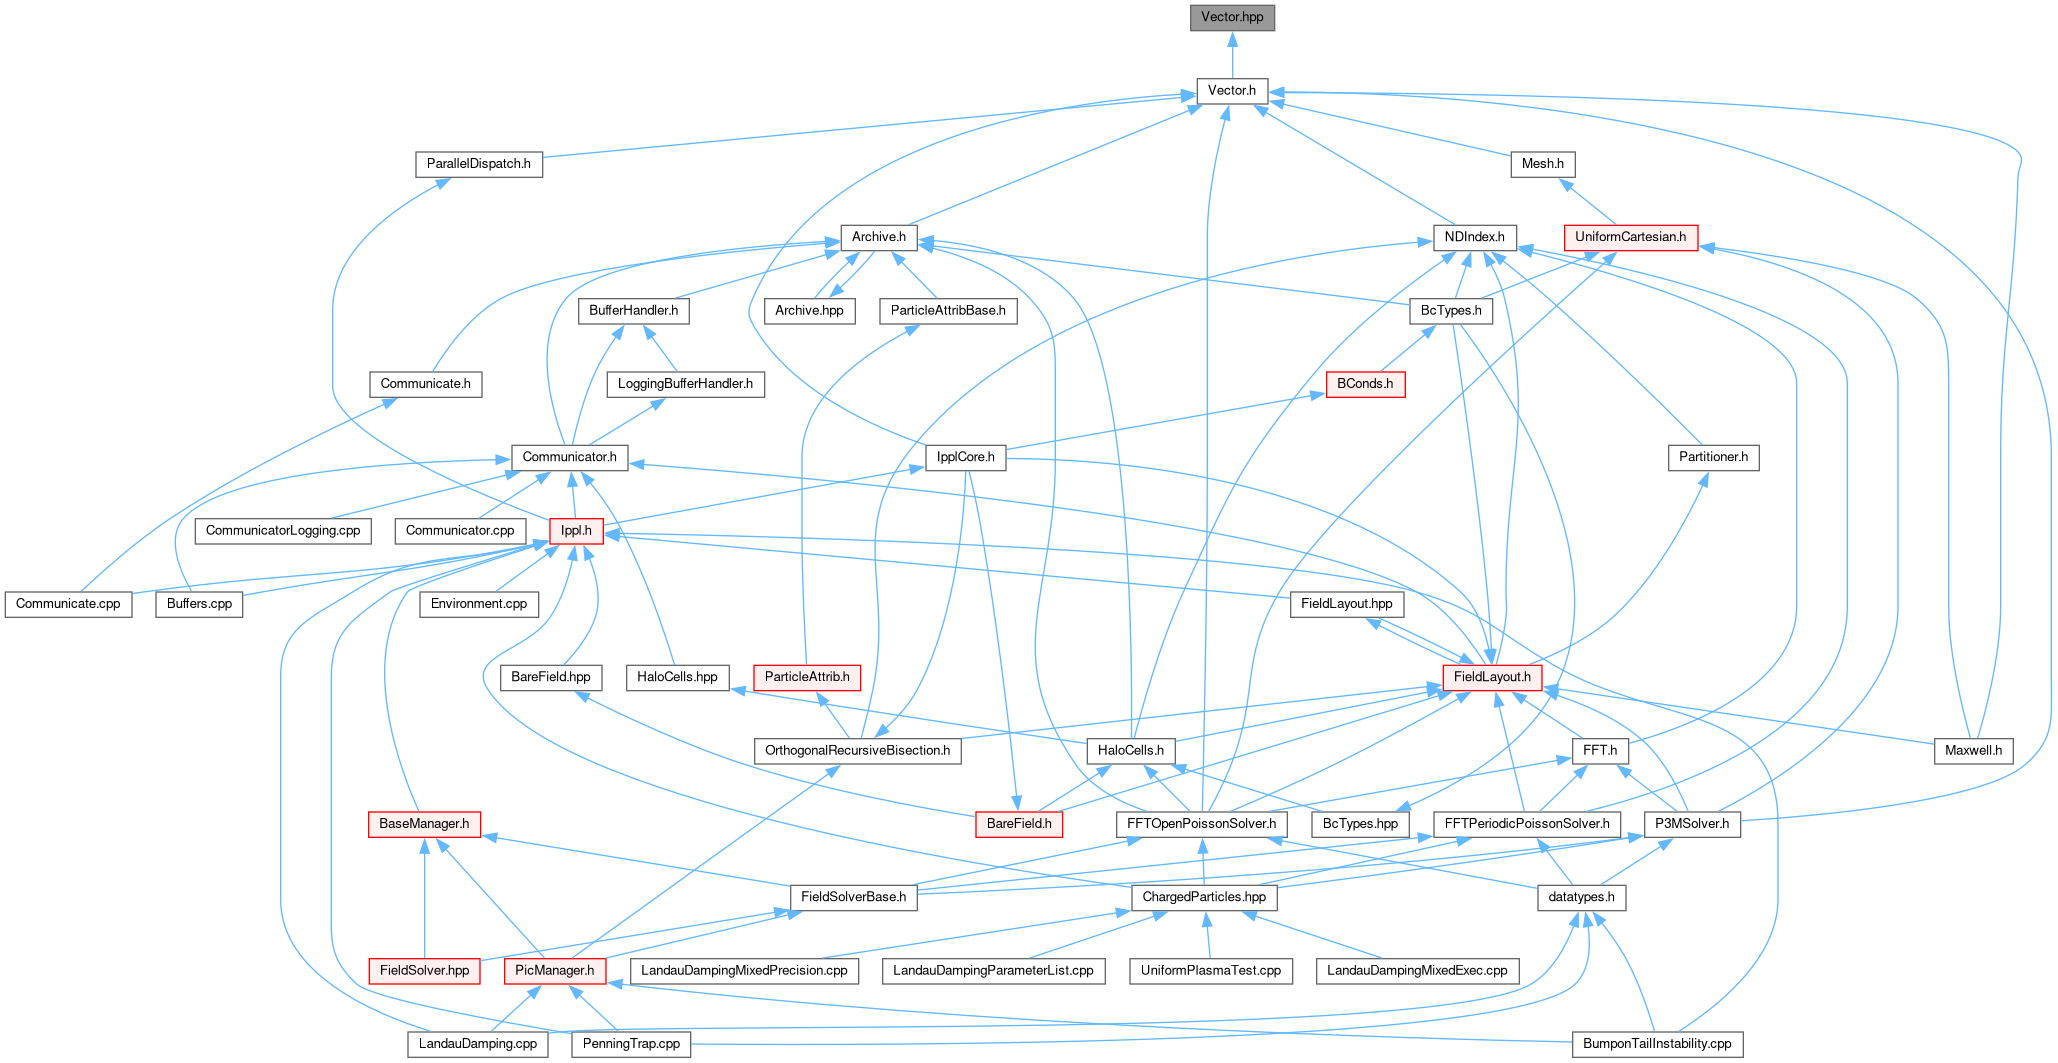 Vector.hpp
Vector.h
ParallelDispatch.h
Mesh.h
Archive.h
NDIndex.h
UniformCartesian.h
BufferHandler.h
Archive.hpp
ParticleAttribBase.h
BcTypes.h
Communicate.h
LoggingBufferHandler.h
BConds.h
Communicator.h
IpplCore.h
Partitioner.h
CommunicatorLogging.cpp
Communicator.cpp
Ippl.h
Communicate.cpp
Buffers.cpp
Environment.cpp
FieldLayout.hpp
BareField.hpp
HaloCells.hpp
ParticleAttrib.h
FieldLayout.h
OrthogonalRecursiveBisection.h
HaloCells.h
FFT.h
Maxwell.h
BaseManager.h
BareField.h
FFTOpenPoissonSolver.h
BcTypes.hpp
FFTPeriodicPoissonSolver.h
P3MSolver.h
FieldSolverBase.h
ChargedParticles.hpp
datatypes.h
FieldSolver.hpp
PicManager.h
LandauDampingMixedPrecision.cpp
LandauDampingParameterList.cpp
UniformPlasmaTest.cpp
LandauDampingMixedExec.cpp
LandauDamping.cpp
PenningTrap.cpp
BumponTailInstability.cpp